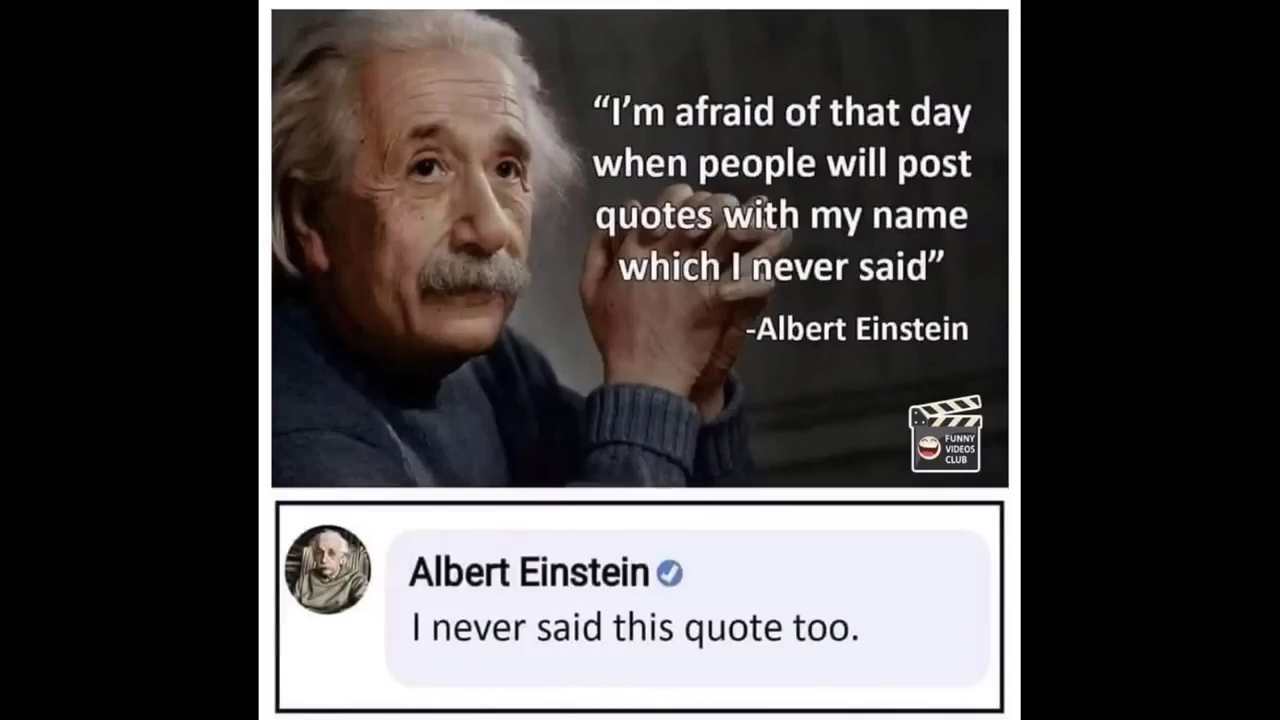 “I’m afraid of that day
when people will post
quotes with my name
which I never said”
-Albert Einstein
FUNNY
VIDEOS
CLUB
Albert Einstein
I never said this quote too.